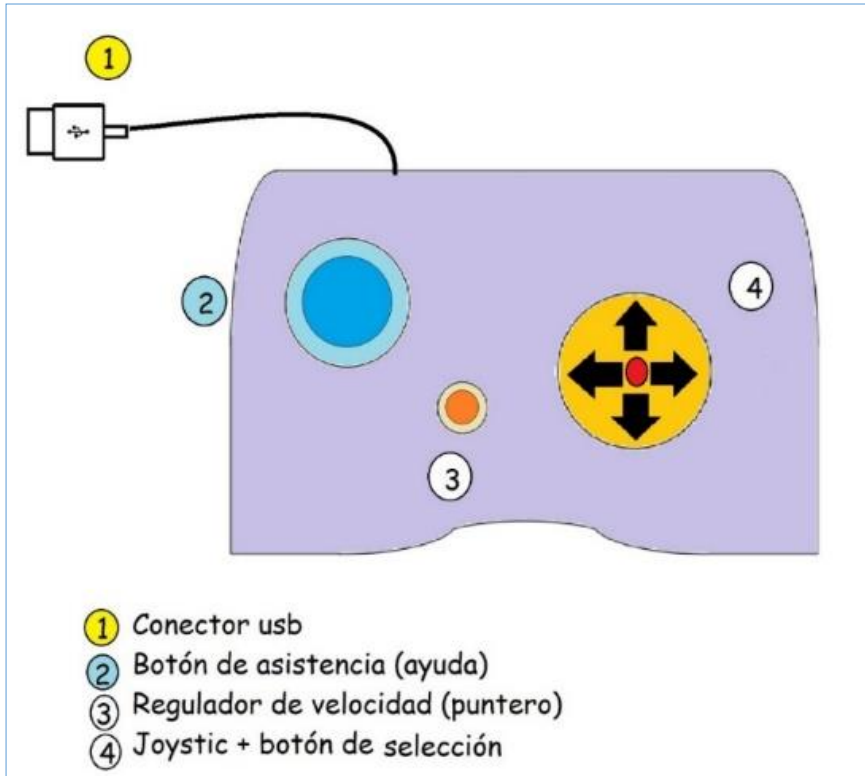 1
2
4
3
1 Conector usb
2 Botón de asistencia (ayuda)
3 Regulador de velocidad (puntero)
4 Joystic + botón de selección